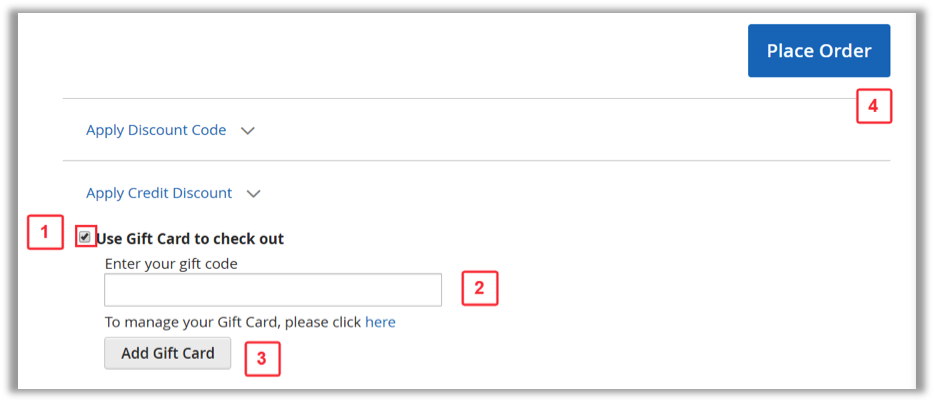 Place Order
4
Apply Discount Code
Apply Credit Discount
1
Use Gift Card to check out
Enter your gift code
2
To manage your Gift Card, please click here
Add Gift Card
3